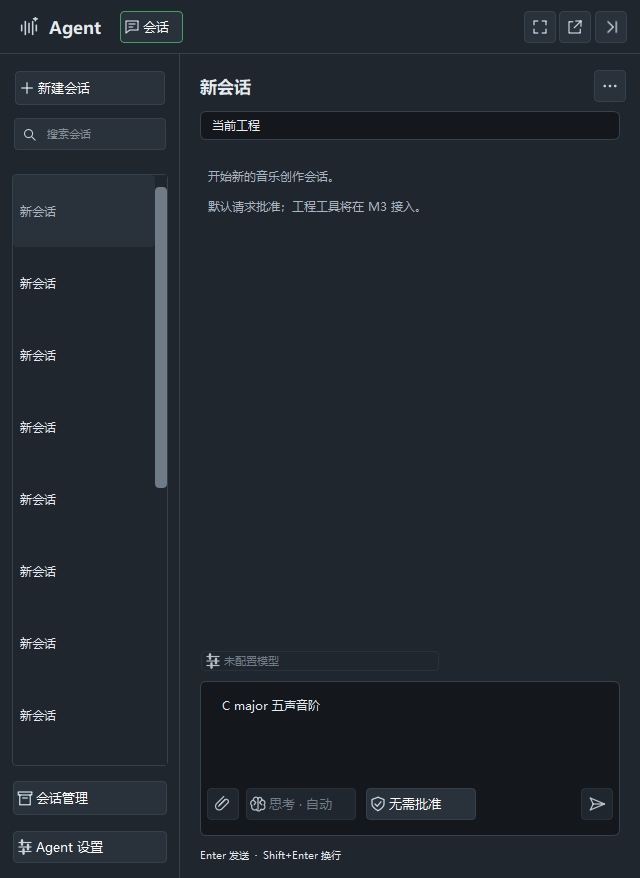 Agent
会话
新建会话
搜索会话
新会话
新会话
新会话
新会话
新会话
新会话
新会话
新会话
会话管理
Agent 设置
新会话
当前工程
开始新的音乐创作会话。
默认请求批准；工程工具将在 M3 接入。
未配置模型
C major 五声音阶
思考 · 自动
无需批准
Enter 发送 · Shift+Enter 换行